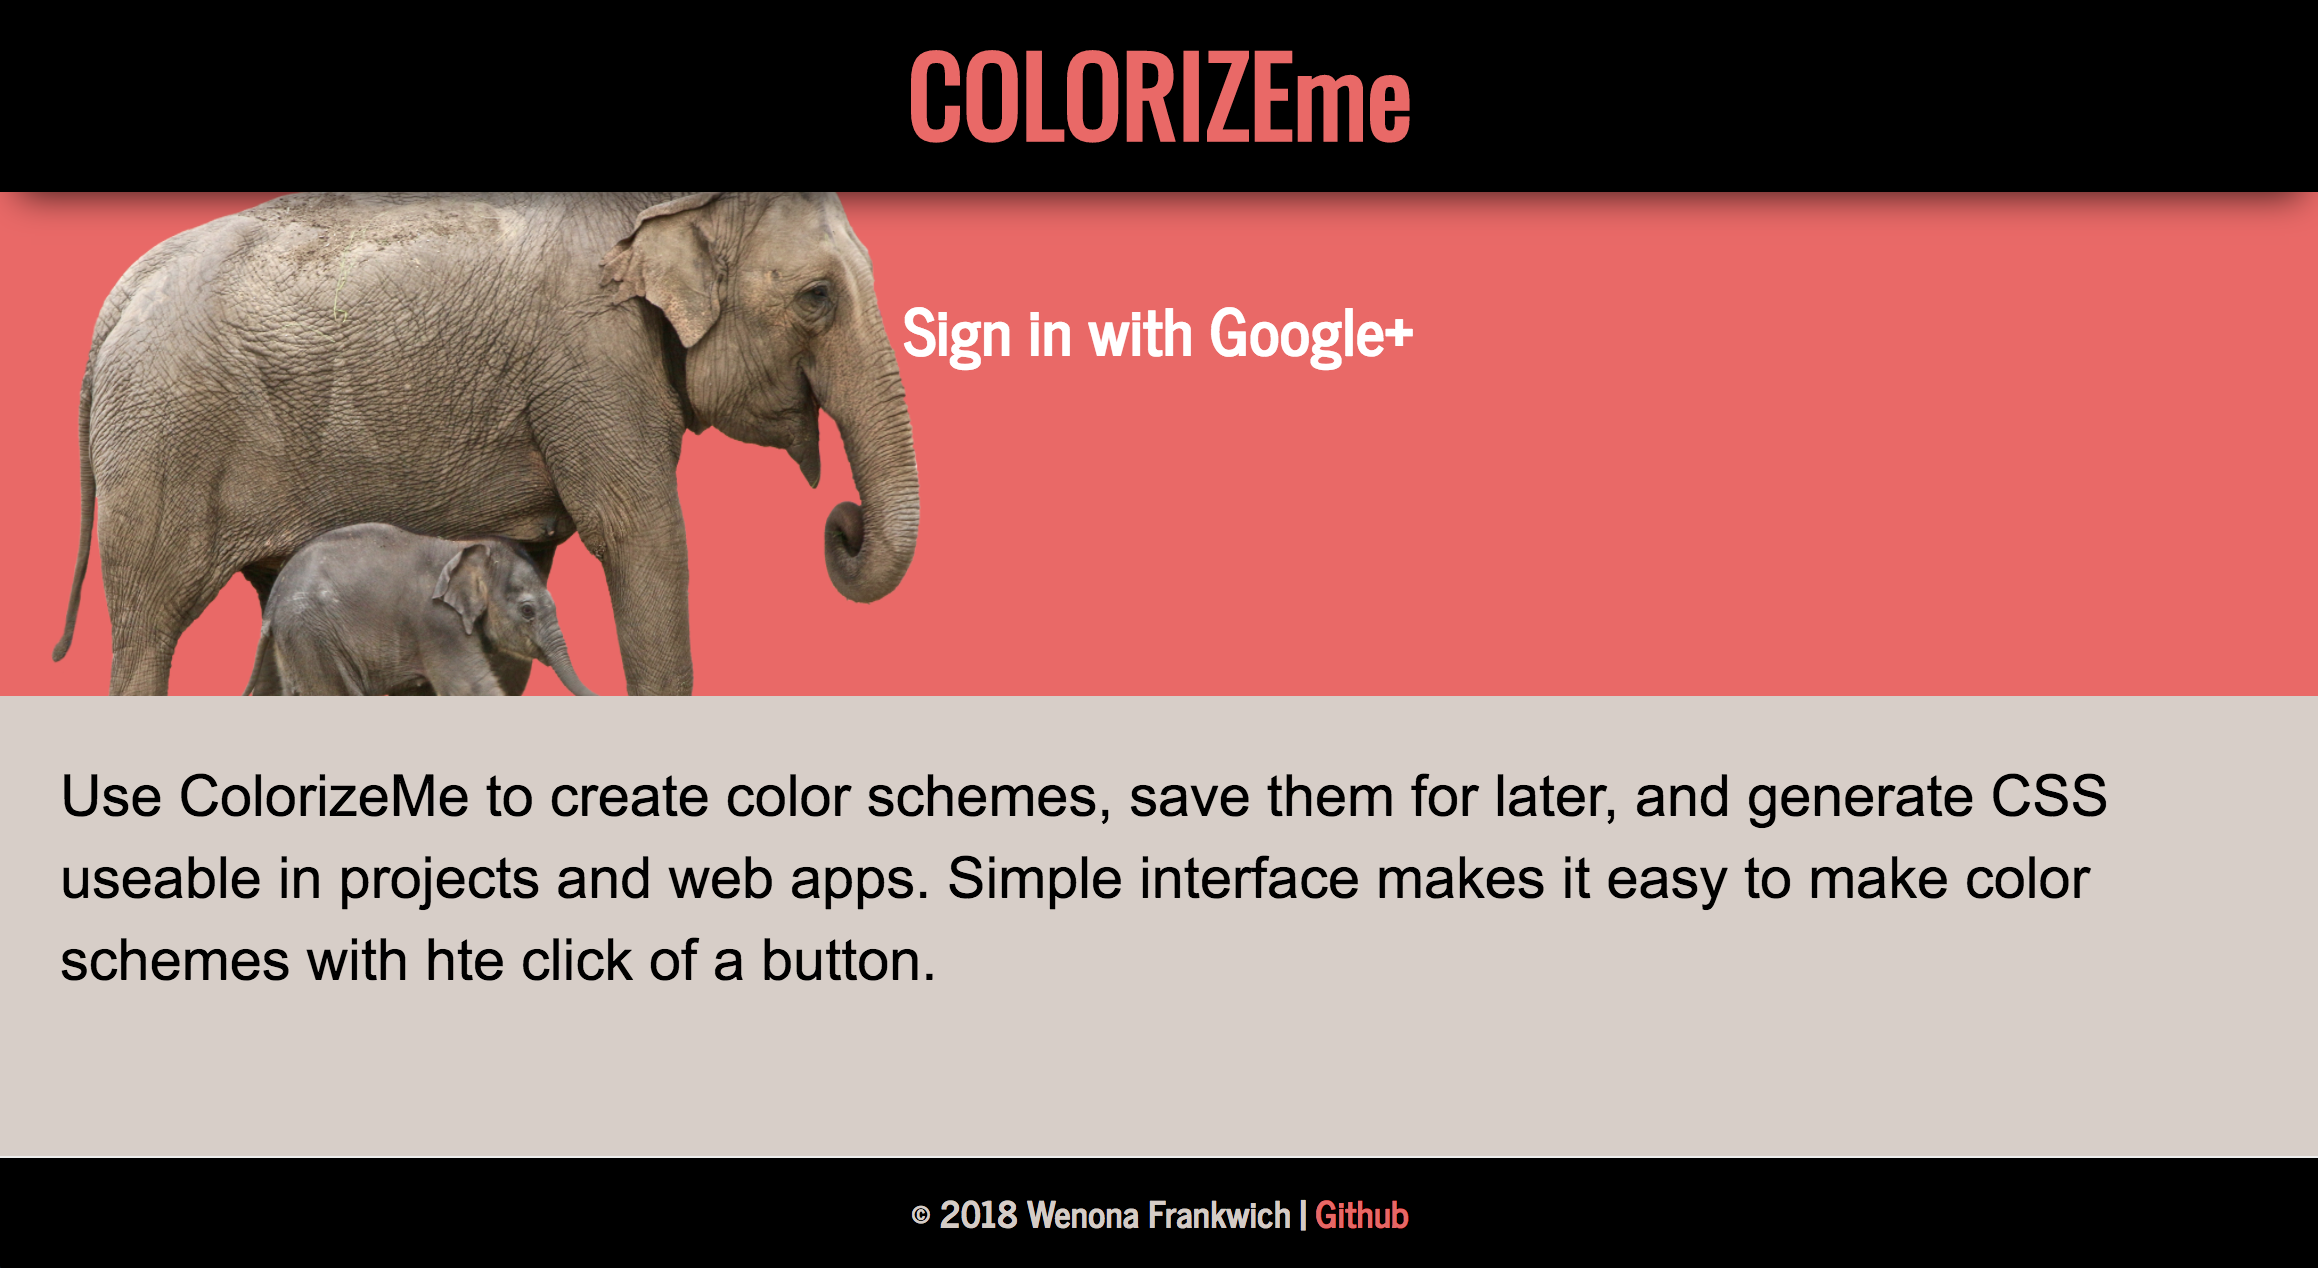 COLORIZEme
Sign in with Google+
Use ColorizeMe to create color schemes, save them for later, and generate CSS
useable in projects and web apps. Simple interface makes it easy to make color
schemes with hte click of a button.
© 2018 Wenona Frankwich | Github